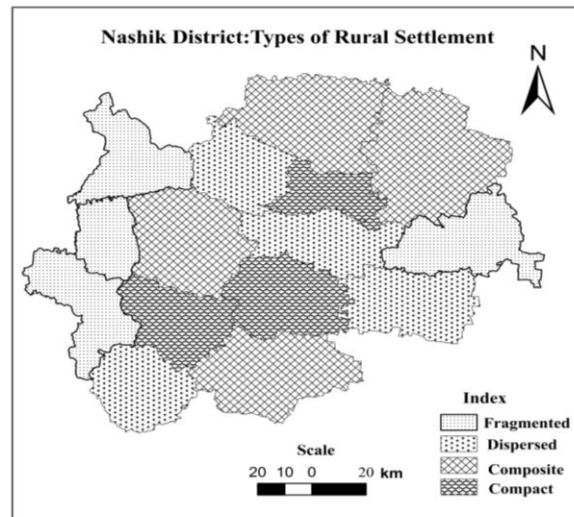 Nashik District:Types of Rural Settlement
N
Index
Fragmented
Dispersed
Composite
Compact
Scale
20 10 0 20 km